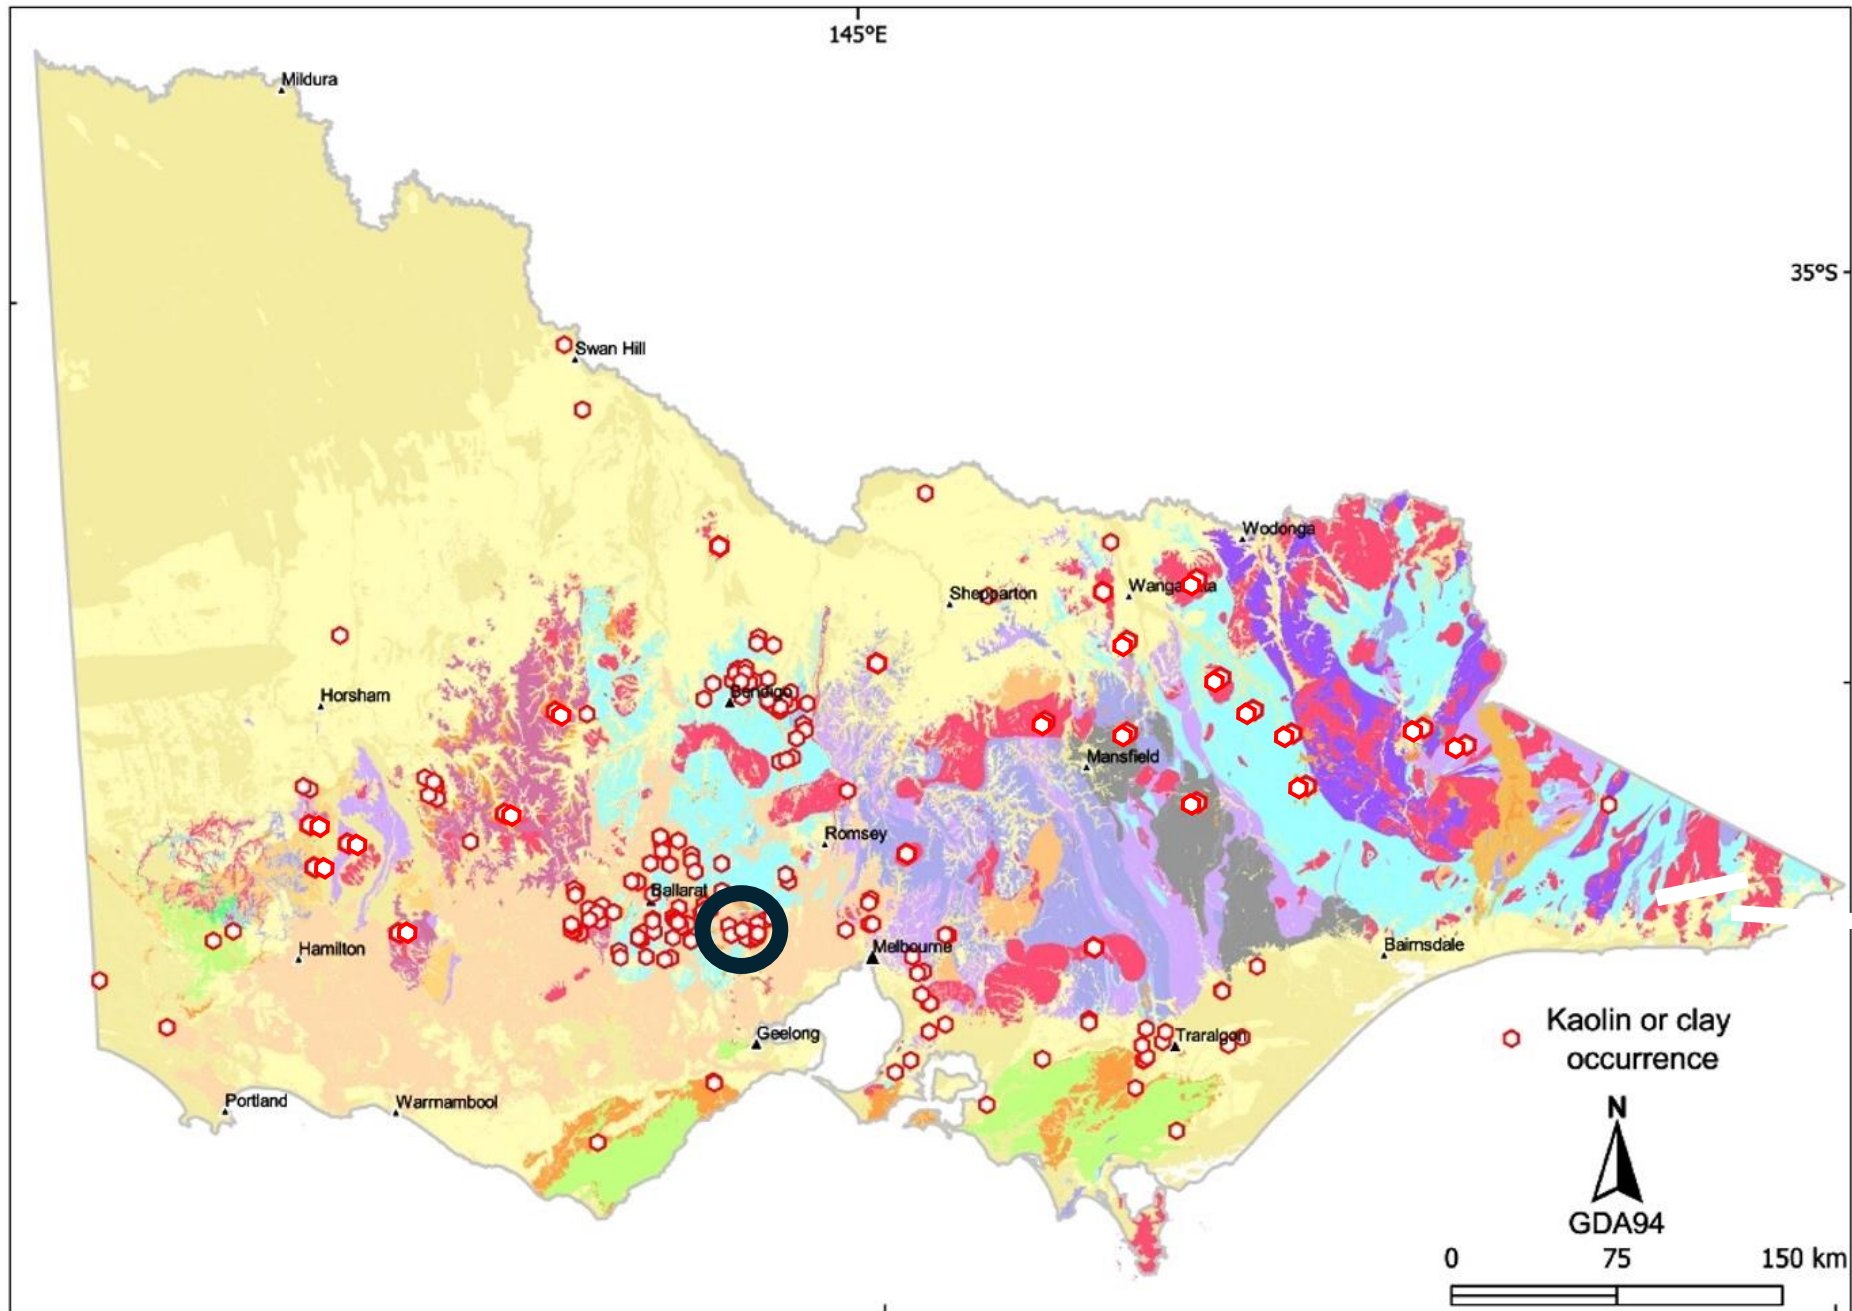 145°E
Mildura
35°S
Swan Hill
Wodonga
Shepparton
Bendigo
Horsham
Mansfield
Romsey
Ballarat
Melbourne
Hamilton
Bairnsdale
Kaolin or clay
occurrence
Geelong
Traralgon
Portland
Warrnambool
N
GDA94
0 75 150 km